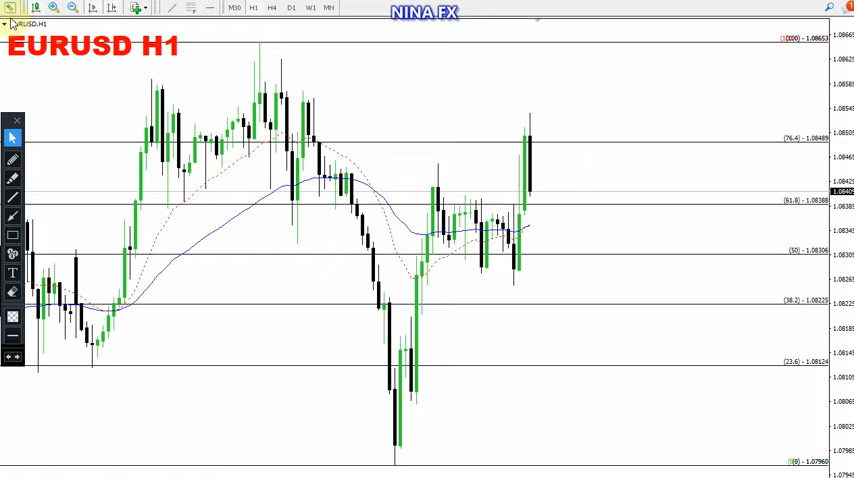 M30 H1 H4 D1 W1 MN
NINA FX
EURUSD H1
(100) - 1.08653
(76.4) - 1.08489
(61.8) - 1.08388
(50) - 1.08306
(38.2) - 1.08225
(23.6) - 1.08124
(0) - 1.07960
1.08665
1.08625
1.08585
1.08545
1.08505
1.08465
1.08425
1.08409
1.08385
1.08345
1.08305
1.08265
1.08225
1.08185
1.08145
1.08105
1.08065
1.08025
1.07985
1.07945
T